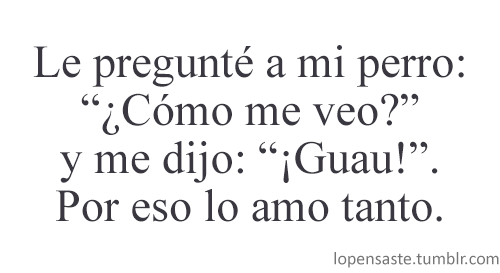 Le pregunté a mi perro:
“¿Cómo me veo?”
y me dijo: “¡Guau!”.
Por eso lo amo tanto.
lopensaste.tumblr.com